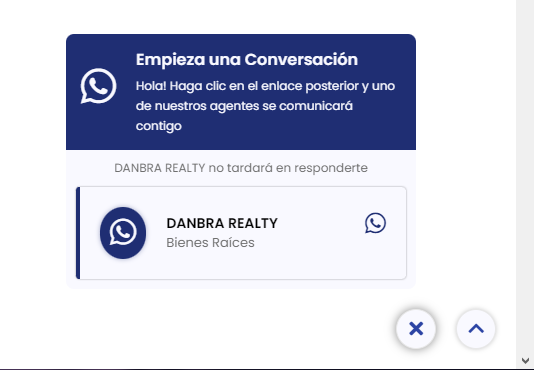 Empieza una Conversación
Hola! Haga clic en el enlace posterior y uno
de nuestros agentes se comunicará
contigo
DANBRA REALTY no tardará en responderte
DANBRA REALTY
Bienes Raíces